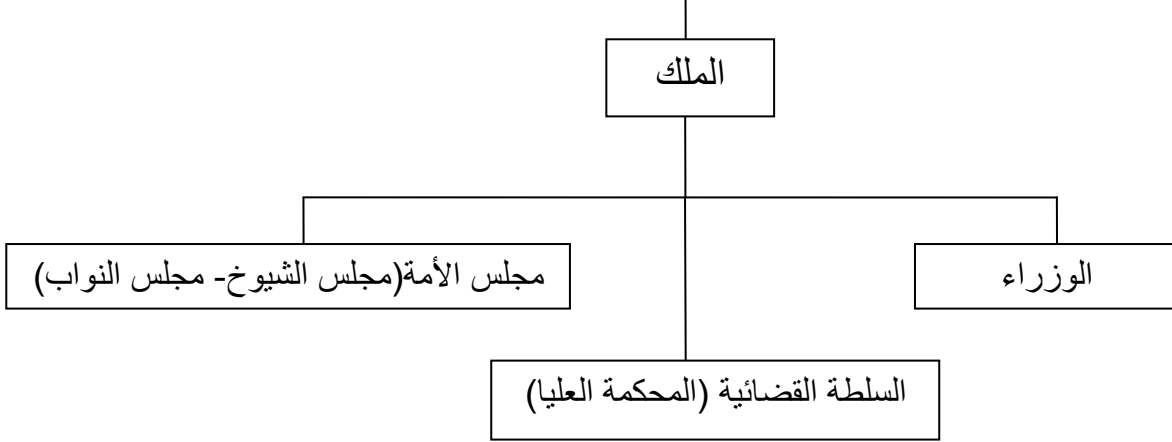 الملك
الوزراء
مجلس الأمة(مجلس الشيوخ- مجلس النواب)
السلطة القضائية (المحكمة العليا)